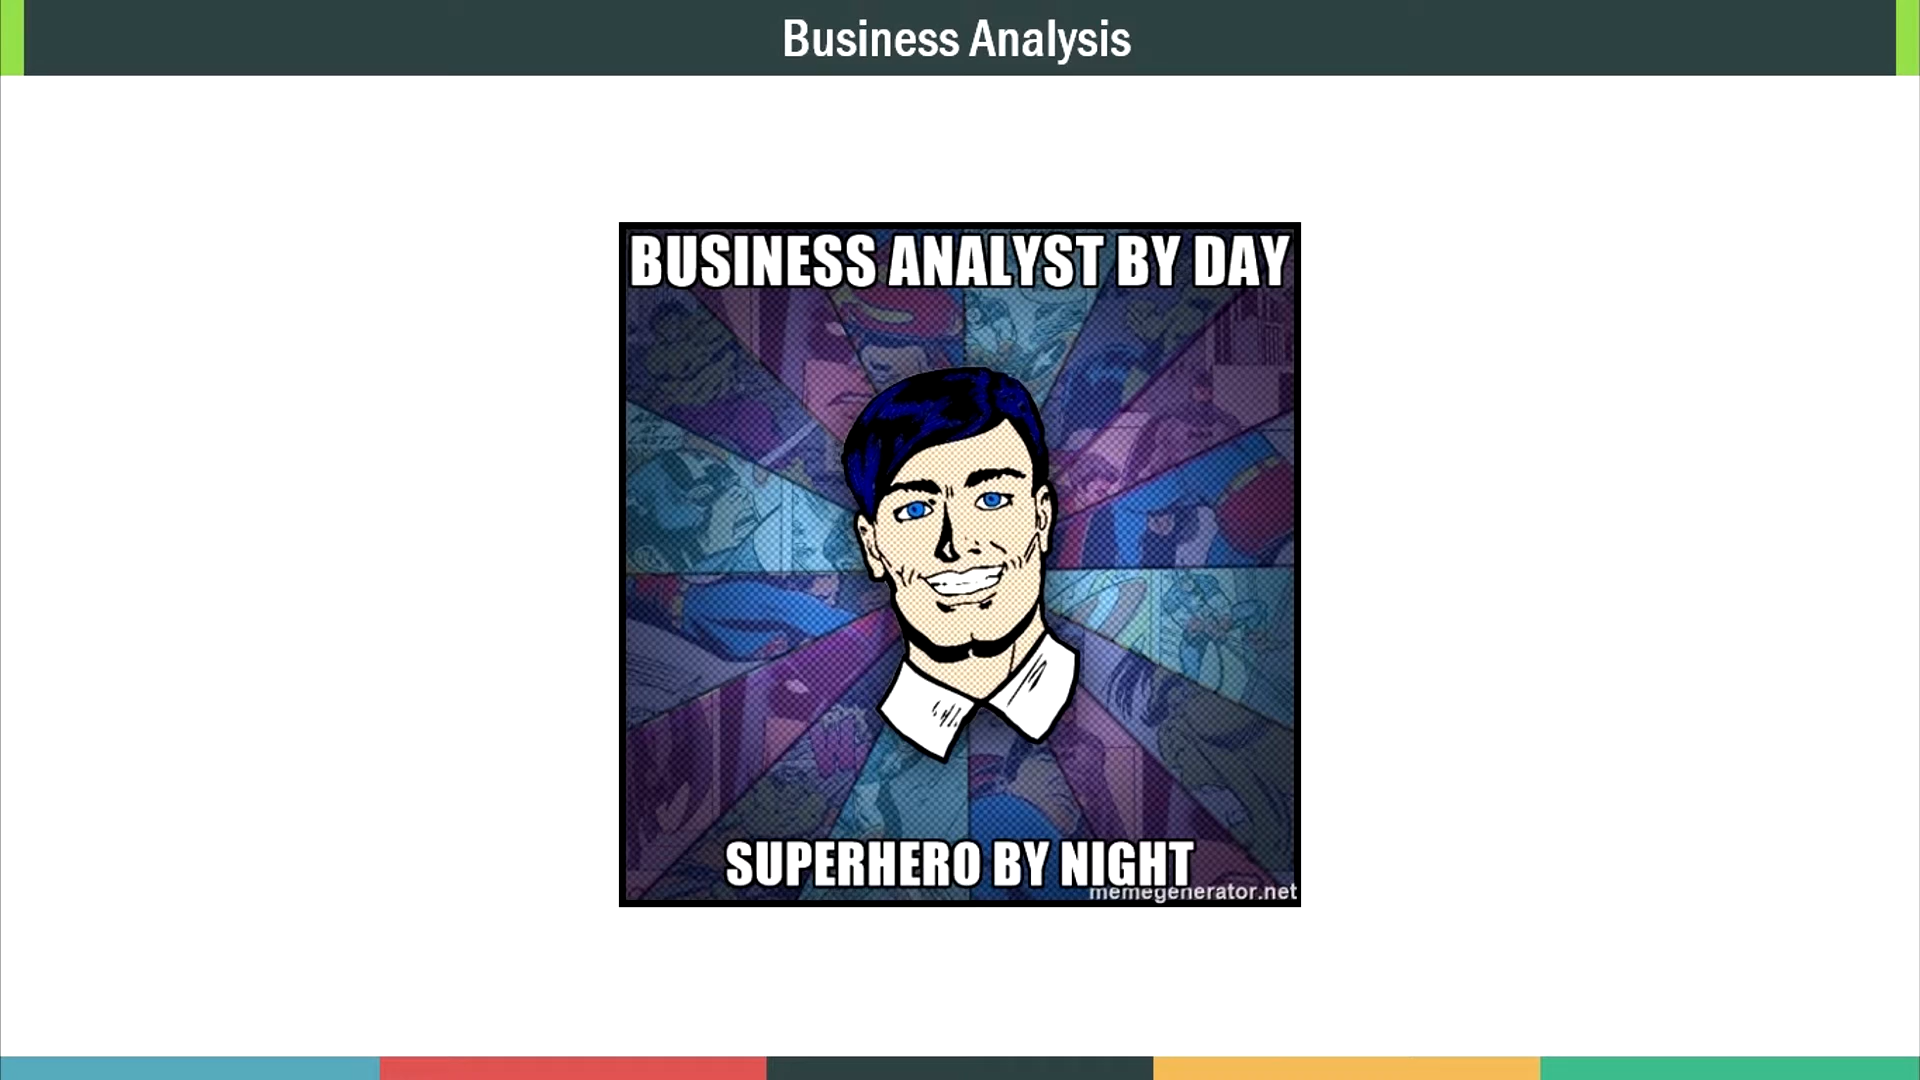 Business Analysis
BUSINESS ANALYST BY DAY
SUPERHERO BY NIGHT
memegenerator.net